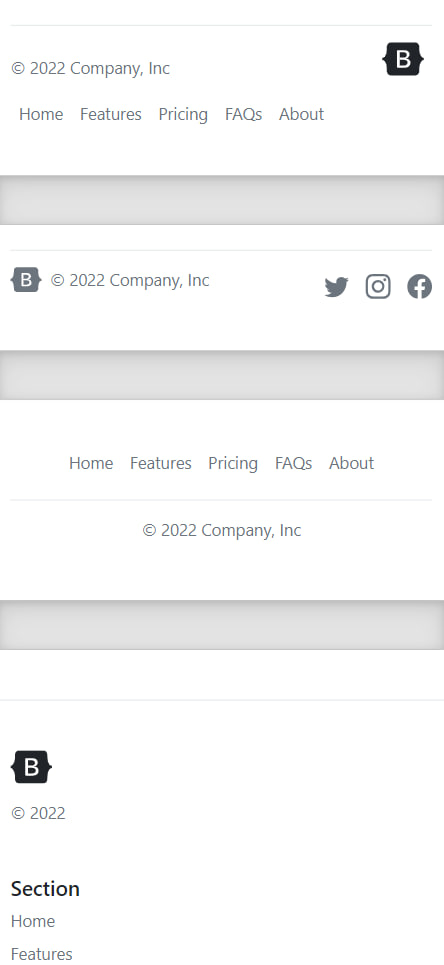 © 2022 Company, Inc
B
Home Features Pricing FAQs About
B © 2022 Company, Inc
Home Features Pricing FAQs About
© 2022 Company, Inc
B
© 2022
Section
Home
Features